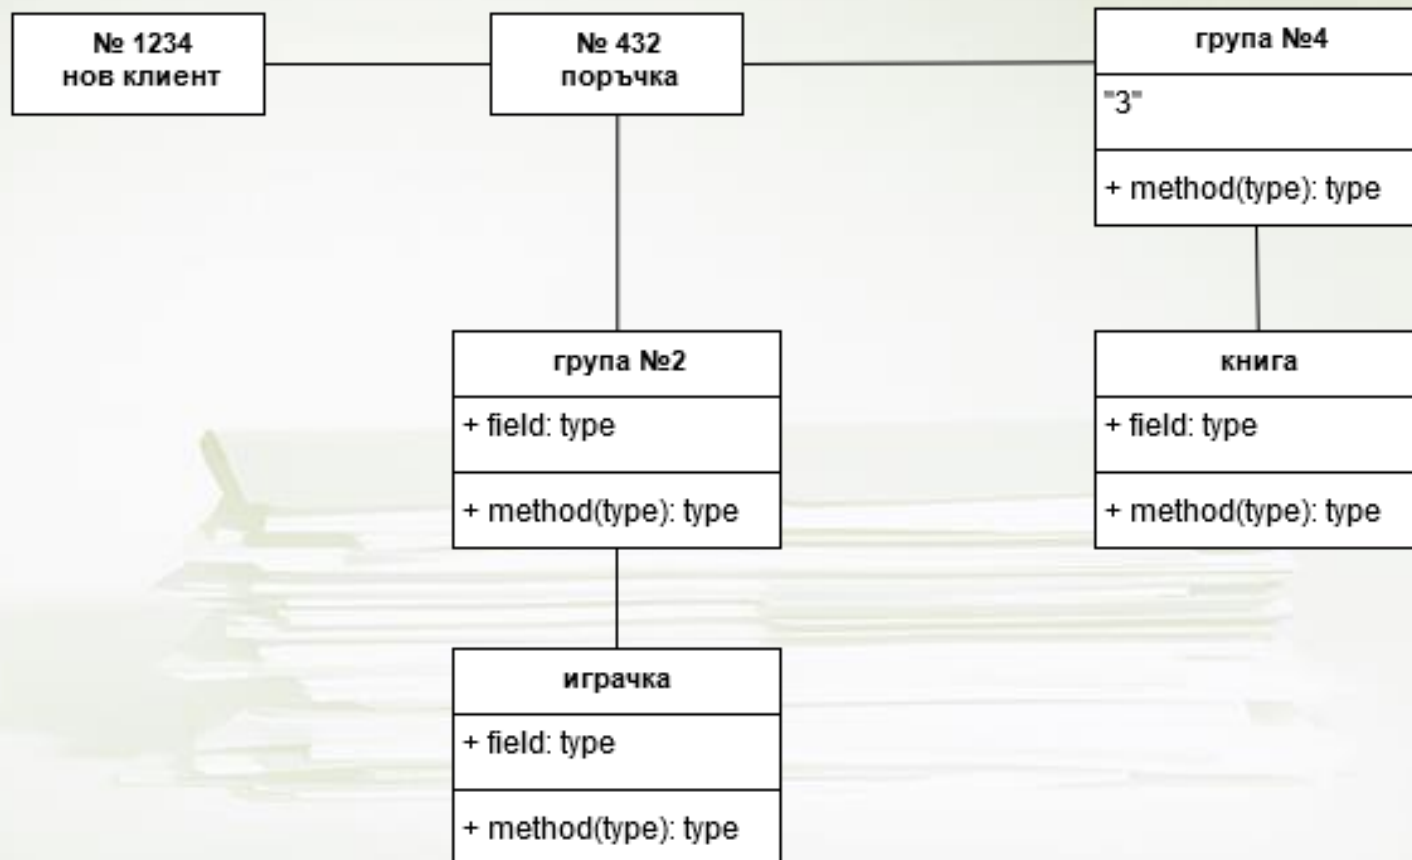 № 1234
нов клиент
№ 432
поръчка
група №4
"3"
+ method(type): type
група №2
+ field: type
+ method(type): type
книга
+ field: type
+ method(type): type
играчка
+ field: type
+ method(type): type